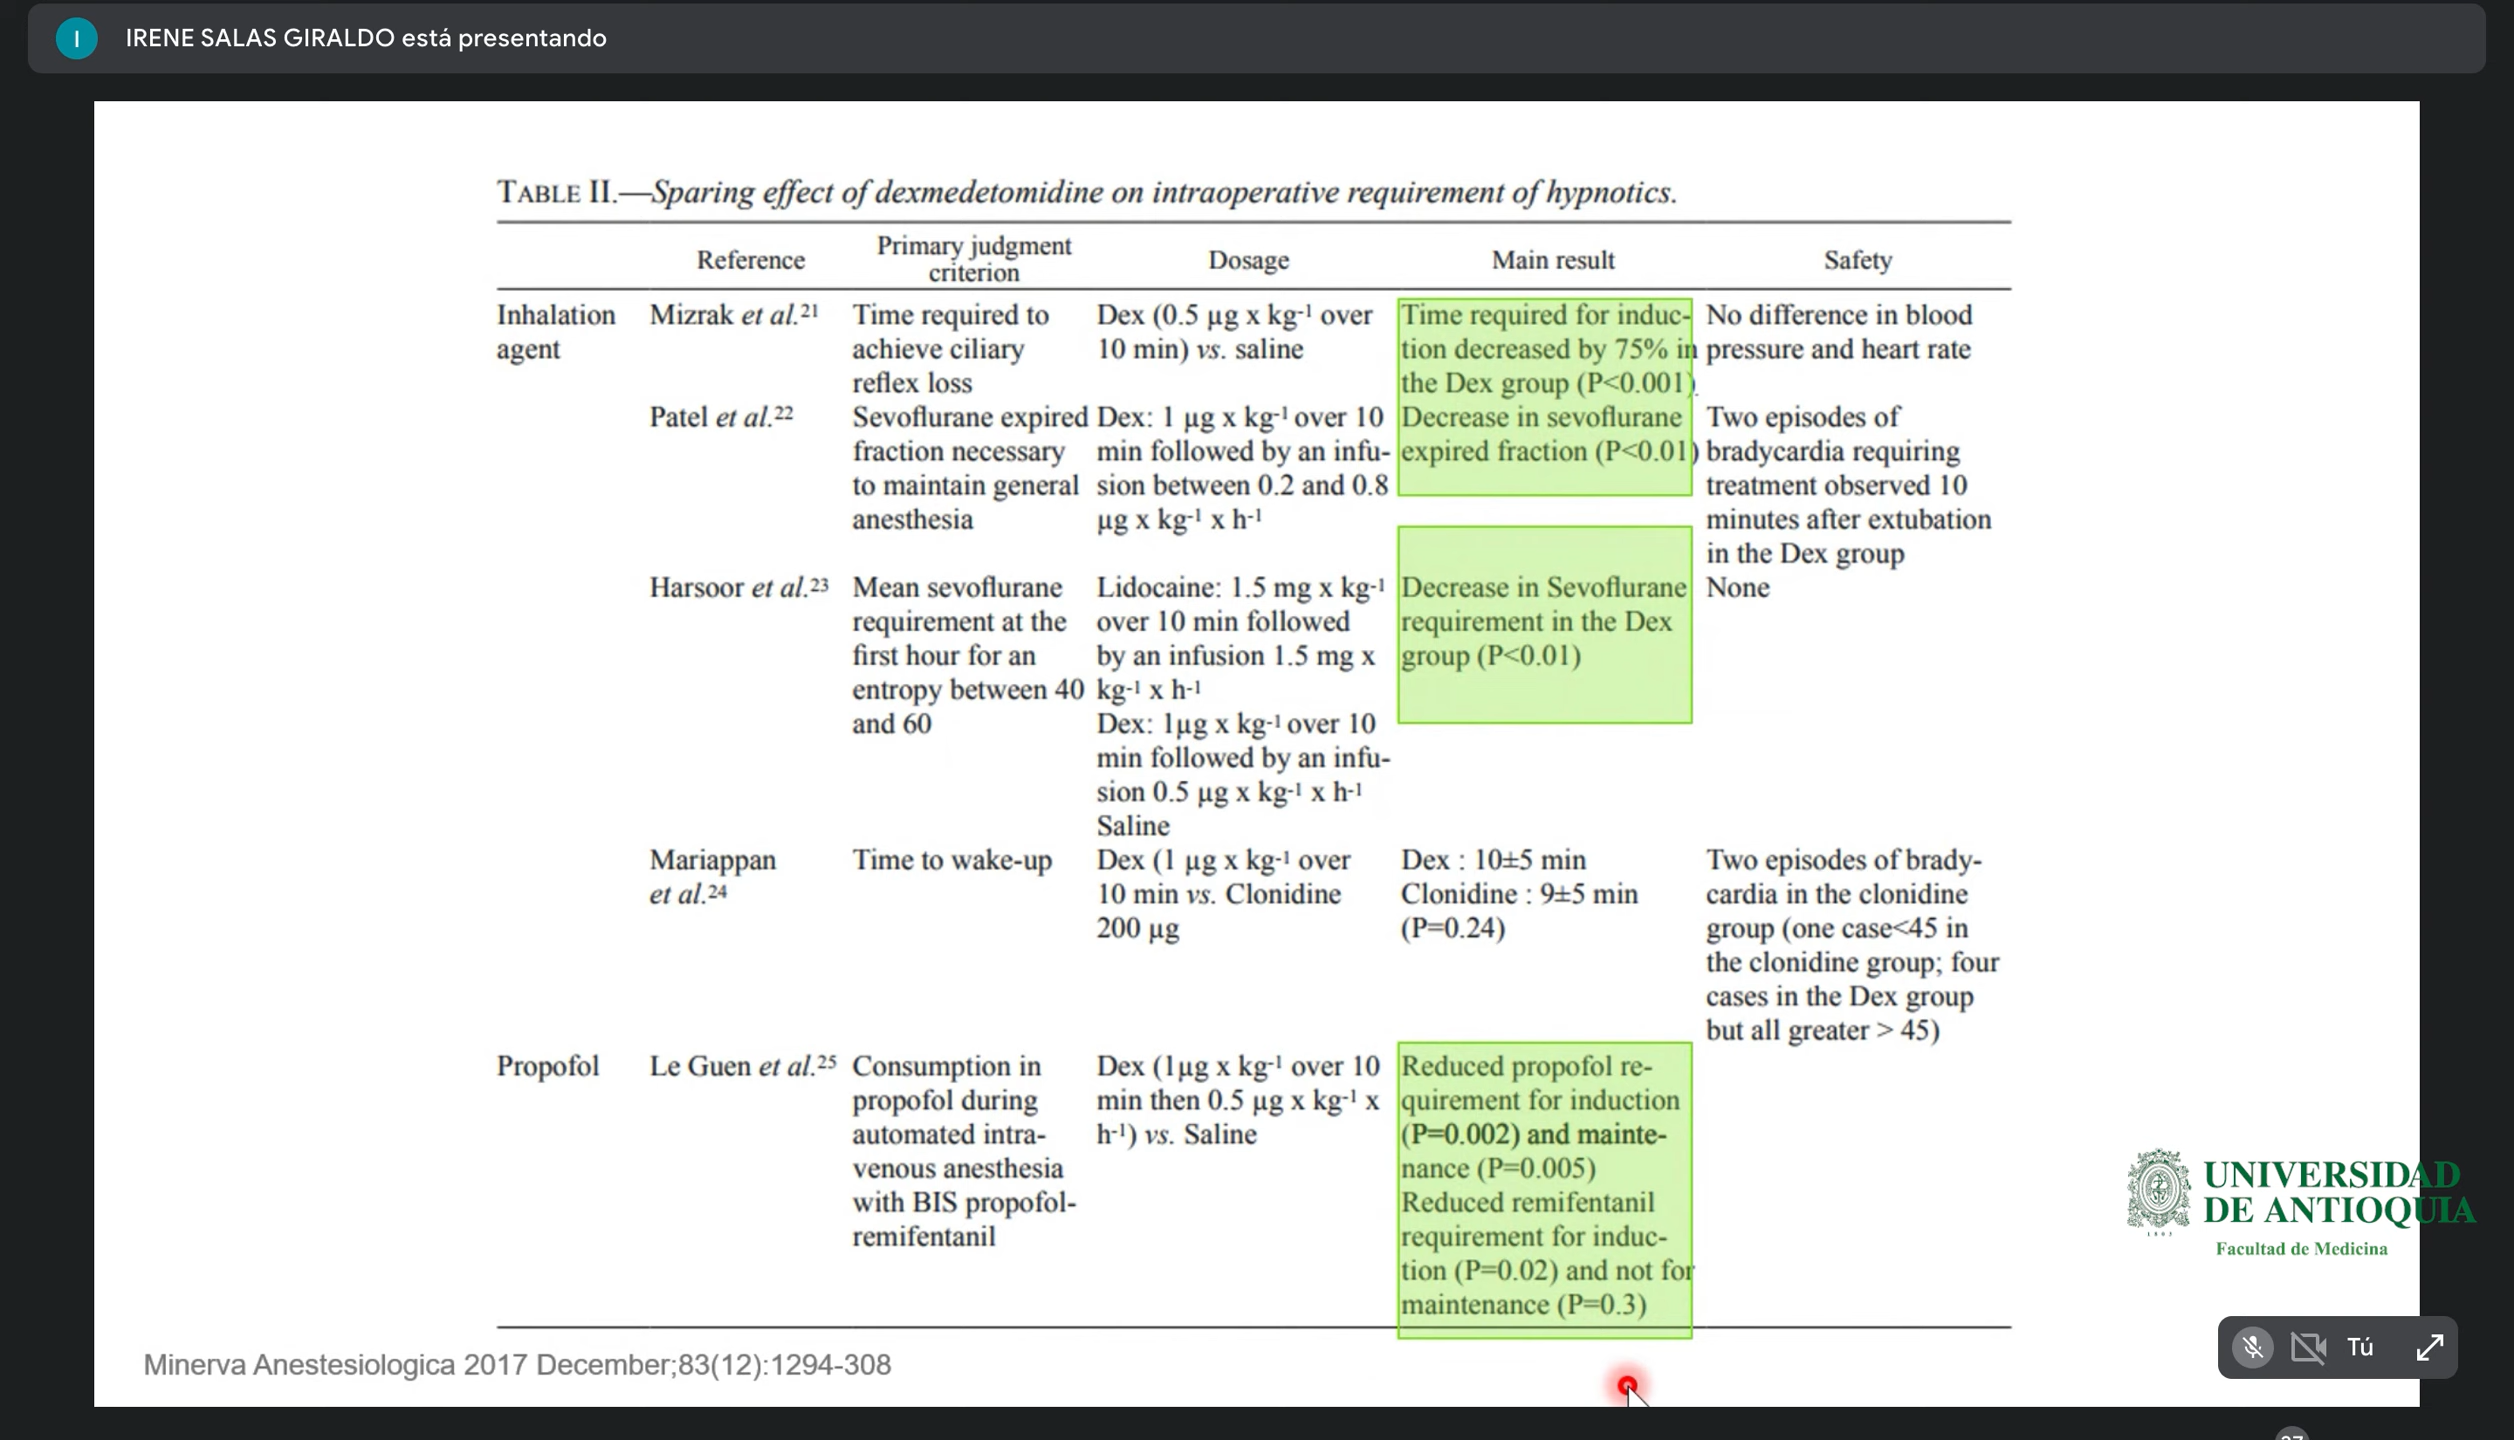 I IRENE SALAS GIRALDO está presentando
TABLE II.—Sparing effect of dexmedetomidine on intraoperative requirement of hypnotics.
Reference
Primary judgment
criterion
Dosage
Main result
Safety
Inhalation
agent
Mizrak et al.21
Time required to
achieve ciliary
reflex loss
Dex (0.5 µg x kg-1 over
10 min) vs. saline
Time required for induc-
tion decreased by 75% in
the Dex group (P<0.001).
No difference in blood
pressure and heart rate
Patel et al.22
Sevoflurane expired
fraction necessary
to maintain general
anesthesia
Dex: 1 µg x kg-1 over 10
min followed by an infu-
sion between 0.2 and 0.8
µg x kg-1 x h-1
Decrease in sevoflurane
expired fraction (P<0.01)
Two episodes of
bradycardia requiring
treatment observed 10
minutes after extubation
in the Dex group
Harsoor et al.23
Mean sevoflurane
requirement at the
first hour for an
entropy between 40
and 60
Lidocaine: 1.5 mg x kg-1
over 10 min followed
by an infusion 1.5 mg x
kg-1 x h-1
Dex: 1µg x kg-1 over 10
min followed by an infu-
sion 0.5 µg x kg-1 x h-1
Saline
Decrease in Sevoflurane
requirement in the Dex
group (P<0.01)
None
Mariappan
et al.24
Time to wake-up
Dex (1 µg x kg-1 over
10 min vs. Clonidine
200 µg
Dex : 10±5 min
Clonidine : 9±5 min
(P=0.24)
Two episodes of brady-
cardia in the clonidine
group (one case<45 in
the clonidine group; four
cases in the Dex group
but all greater > 45)
Propofol
Le Guen et al.25
Consumption in
propofol during
automated intra-
venous anesthesia
with BIS propofol-
remifentanil
Dex (1µg x kg-1 over 10
min then 0.5 µg x kg-1 x
h-1) vs. Saline
Reduced propofol re-
quirement for induction
(P=0.002) and mainte-
nance (P=0.005)
Reduced remifentanil
requirement for induc-
tion (P=0.02) and not for
maintenance (P=0.3)
1803
UNIVERSIDAD
DE ANTIOQUIA
Facultad de Medicina
Tú
Minerva Anestesiologica 2017 December;83(12):1294-308